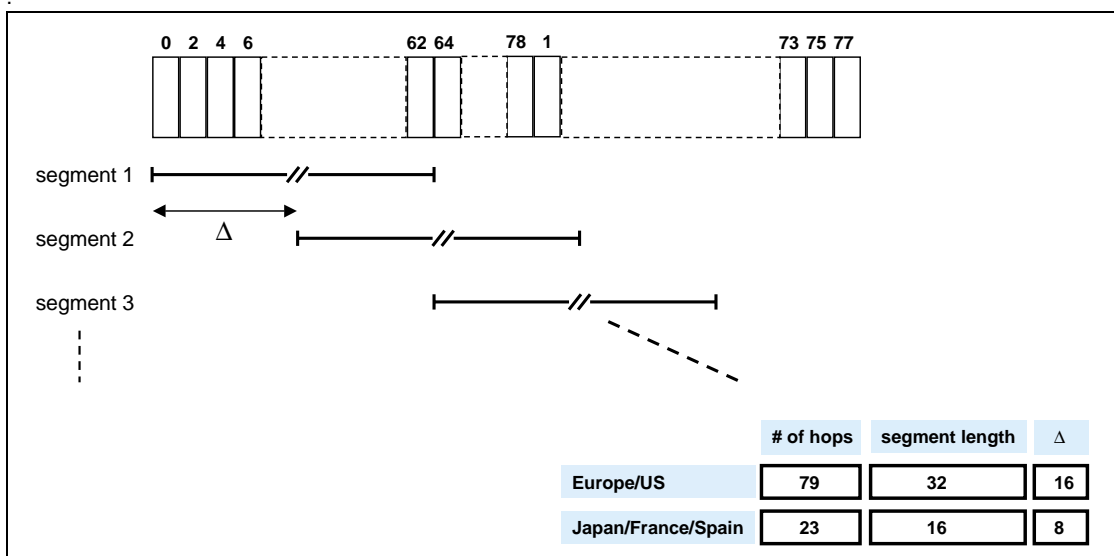 .
0 2 4 6 62 64 78 1 73 75 77
segment 1
Δ
segment 2
segment 3
# of hops segment length Δ
Europe/US 79 32 16
Japan/France/Spain 23 16 8